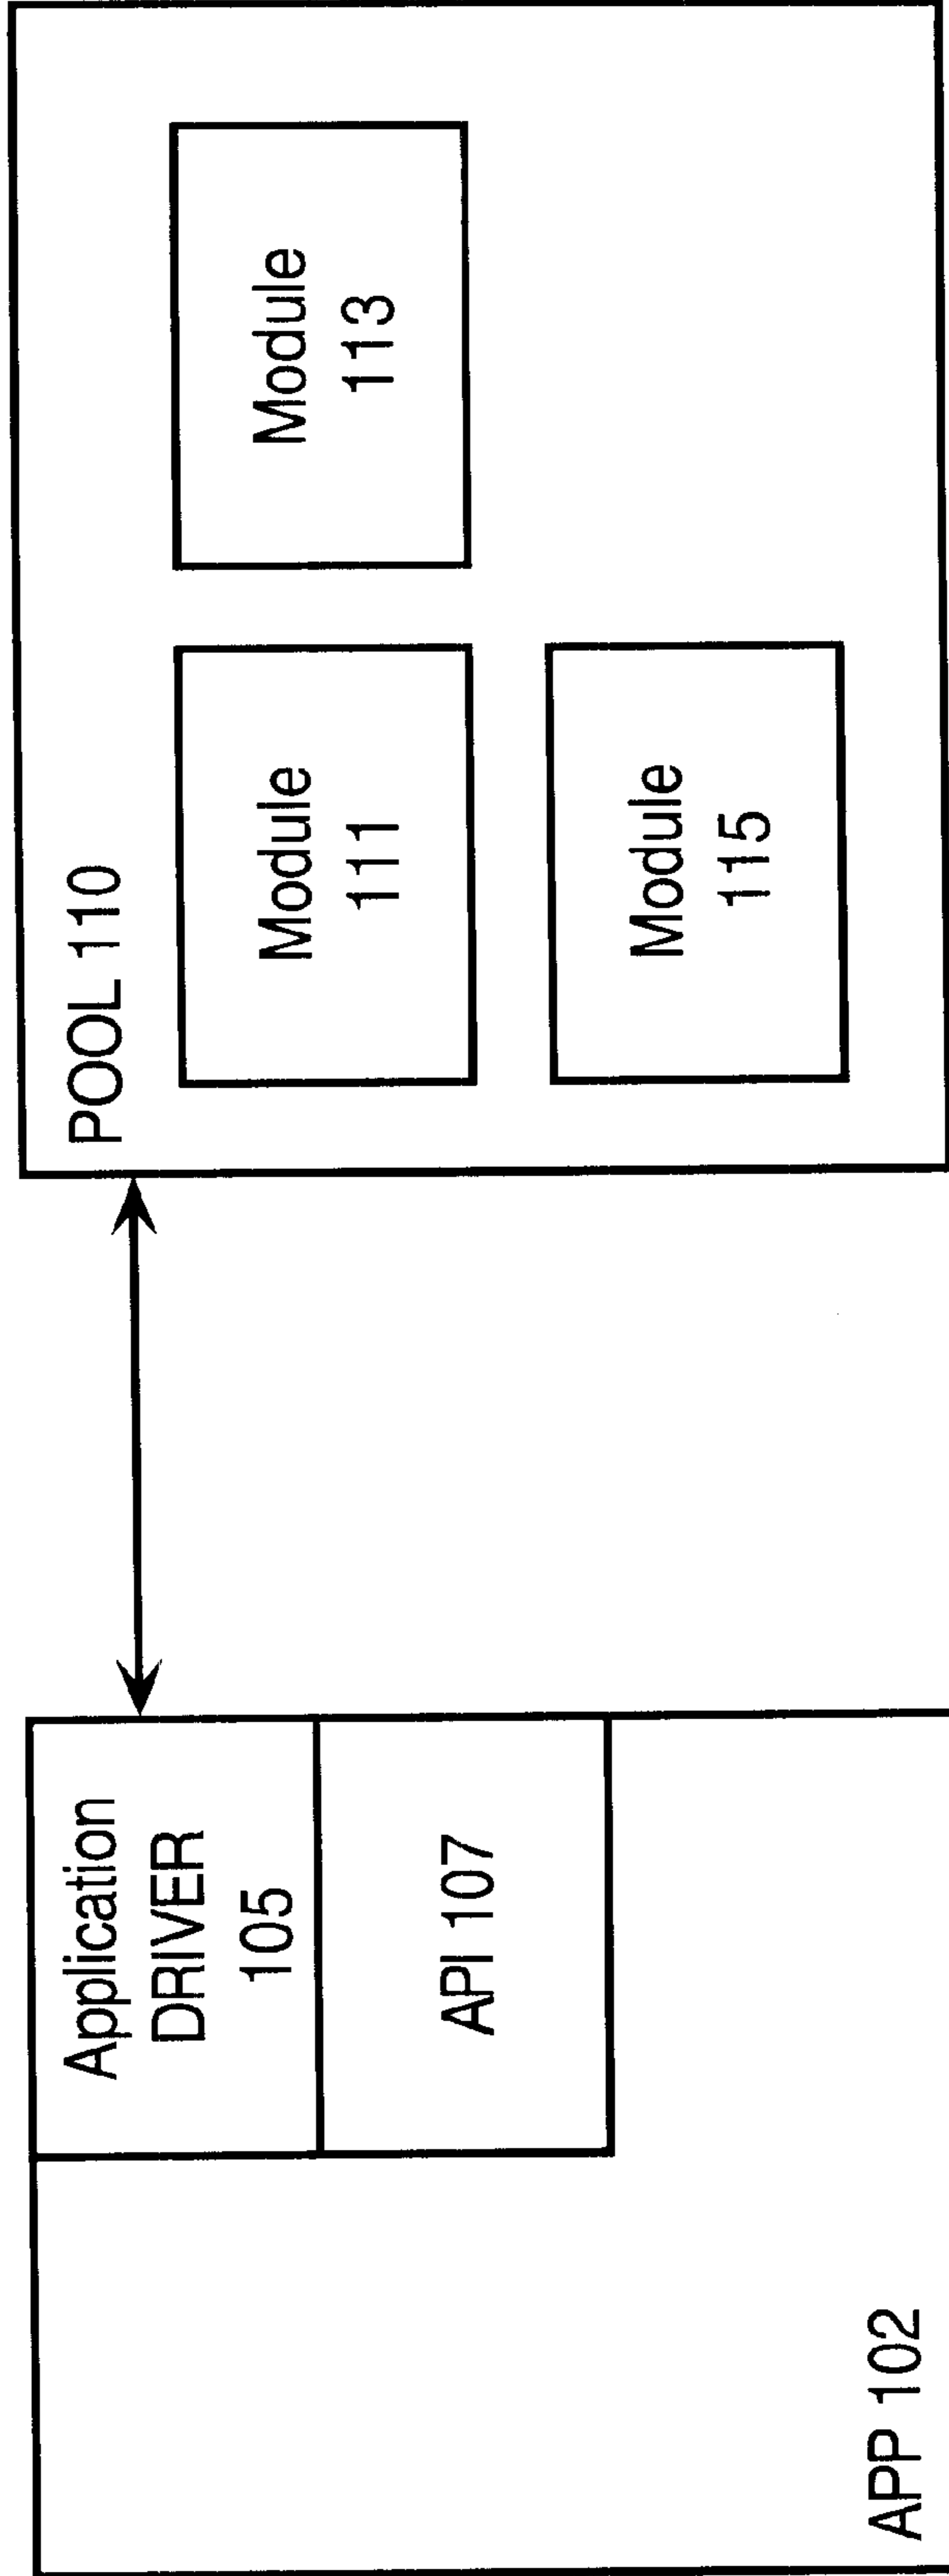 Application
DRIVER
105
API 107
APP 102
POOL 110
Module
111
Module
113
Module
115